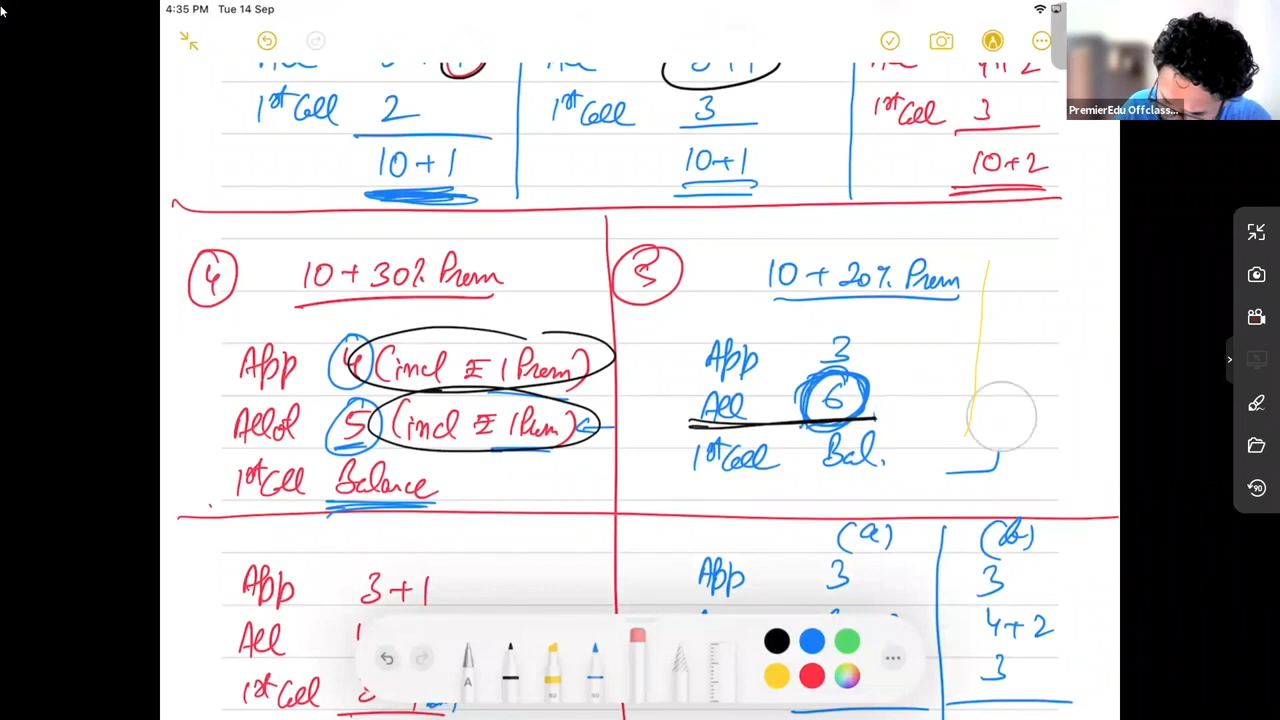 4:35 PM Tue 14 Sep
PremierEdu Offclass...
1st Call 2
10+1
1st Call 3
10+1
1st Call 3
10+2
4 10 + 30% Prem
App 4 (incl ₹ 1 Prem)
Allot 5 (incl ₹ 1 Prem)
1st Call Balance
5 10 + 20% Prem
App 3
All 6
1st Call Bal.
App 3+1
All
1st Call
(a) (b)
App 3 3
4+2
3
A
50
50
90